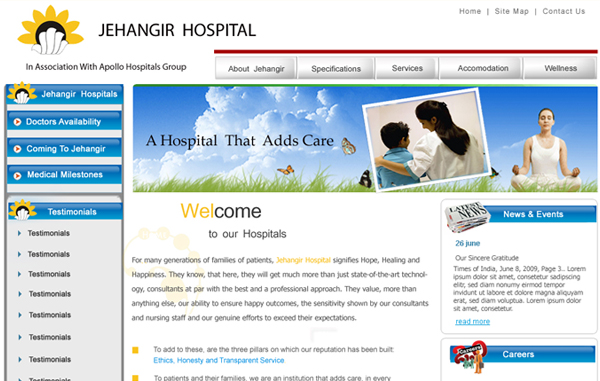 Home | Site Map | Contact Us
JEHANGIR HOSPITAL
In Association With Apollo Hospitals Group
About Jehangir
Specifications
Services
Accomodation
Wellness
Jehangir Hospitals
Doctors Availability
Coming To Jehangir
Medical Milestones
Testimonials
Testimonials
Testimonials
Testimonials
Testimonials
Testimonials
Testimonials
Testimonials
A Hospital That Adds Care
Welcome
to our Hospitals
For many generations of families of patients, Jehangir Hospital signifies Hope, Healing and
Happiness. They know, that here, they will get much more than just state-of-the-art technol-
ogy, consultants at par with the best and a professional approach. They value, more than
anything else, our ability to ensure happy outcomes, the sensitivity shown by our consultants
and nursing staff and our genuine efforts to exceed their expectations.
To add to these, are the three pillars on which our reputation has been built:
Ethics, Honesty and Transparent Service
To patients and their families, we are an institution that adds care, in every
LATEST
NEWS
News & Events
26 june
Our Sincere Gratitude
Times of India, June 8, 2009, Page 3.. Lorem
ipsum dolor sit amet, consetetur sadipscing
elitr, sed diam nonumy eirmod tempor
invidunt ut labore et dolore magna aliquyam
erat, sed diam voluptua. Lorem ipsum dolor
sit amet, consetetur.
read more
Careers